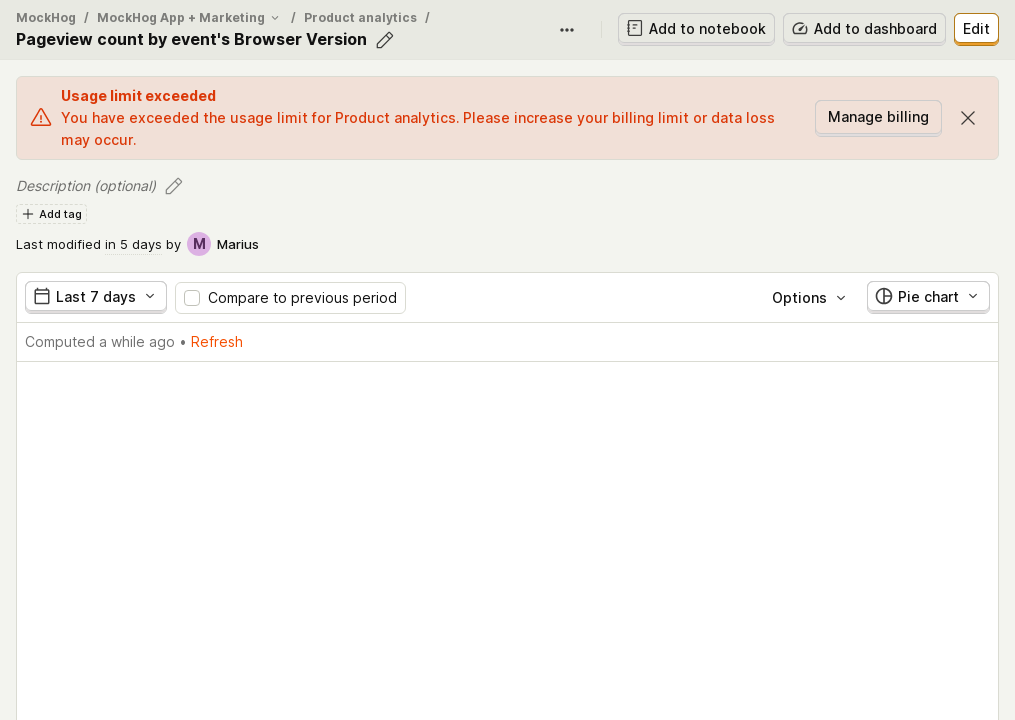 MockHog / MockHog App + Marketing / Product analytics /
Pageview count by event's Browser Version
Add to notebook
Add to dashboard
Edit
Usage limit exceeded
You have exceeded the usage limit for Product analytics. Please increase your billing limit or data loss
may occur.
Manage billing
Description (optional)
Add tag
Last modified in 5 days by M Marius
Last 7 days
Compare to previous period
Options
Pie chart
Computed a while ago • Refresh